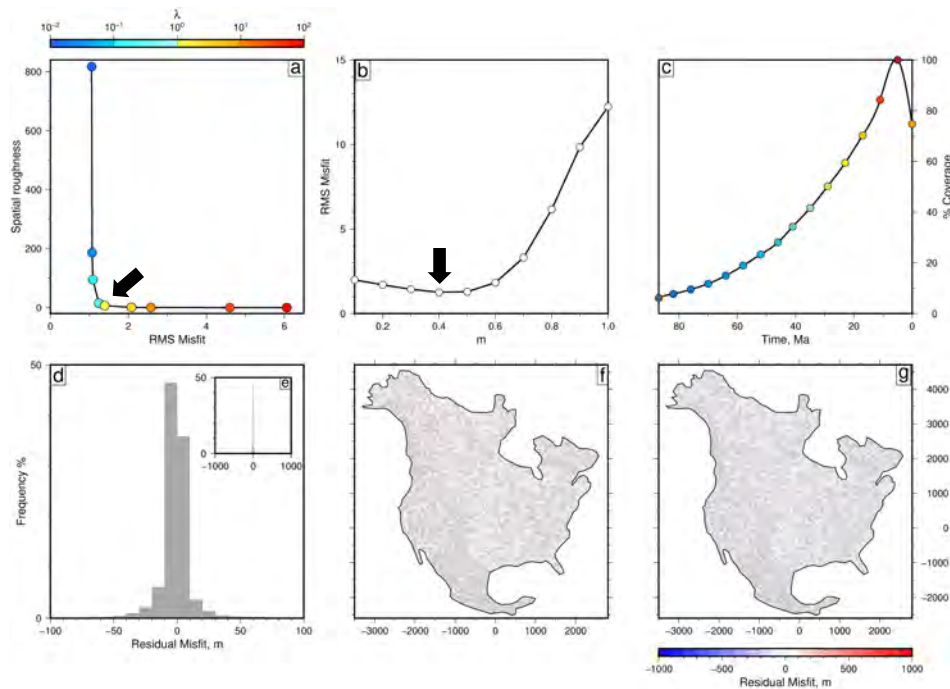 λ
10⁻² 10⁻¹ 10⁰ 10¹ 10²
a
Spatial roughness
800
600
400
200
0
0 2 4 6
RMS Misfit
b
RMS Misfit
15
10
5
0
0.2 0.4 0.6 0.8 1.0
m
c
100
80
60
40
20
0
% Coverage
80 60 40 20 0
Time, Ma
d
Frequency %
50
0
-100 -50 0 50 100
Residual Misfit, m
e
50
0
-1000 0 1000
f
-3000 -2000 -1000 0 1000 2000
g
4000
3000
2000
1000
0
-1000
-2000
-3000 -2000 -1000 0 1000 2000
-1000 -500 0 500 1000
Residual Misfit, m